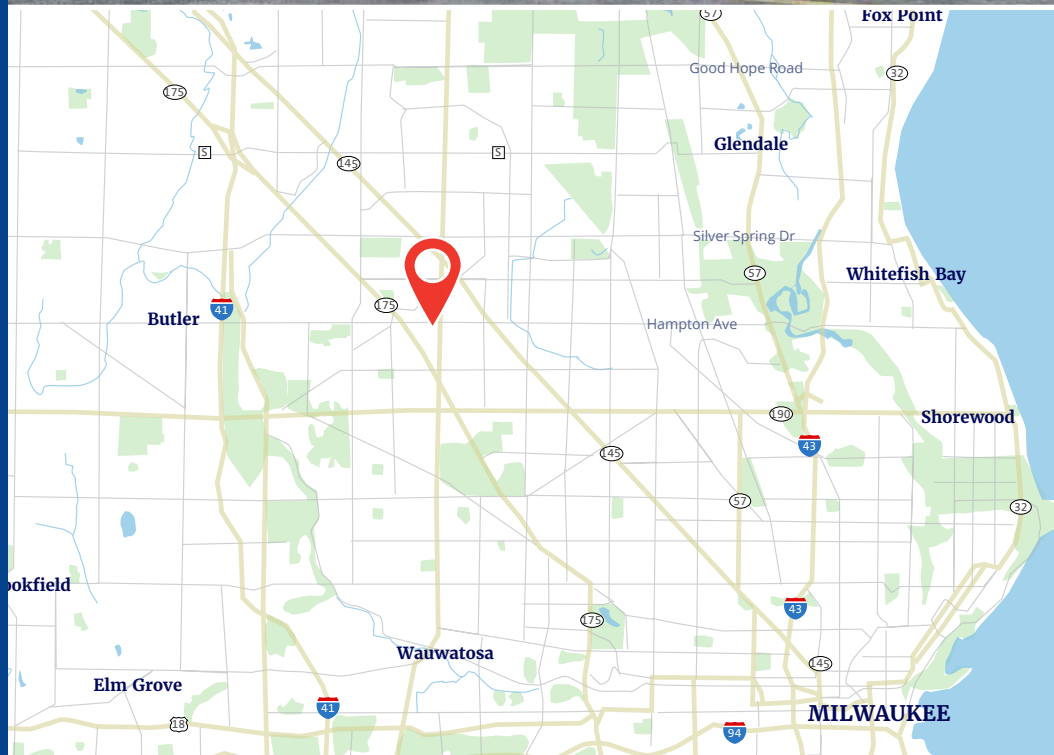 57
Fox Point
Good Hope Road
32
175
Glendale
S
S
145
Silver Spring Dr
57
Whitefish Bay
175
41
Butler
Hampton Ave
190
Shorewood
43
145
57
32
ookfield
43
175
Wauwatosa
145
Elm Grove
41
MILWAUKEE
18
94